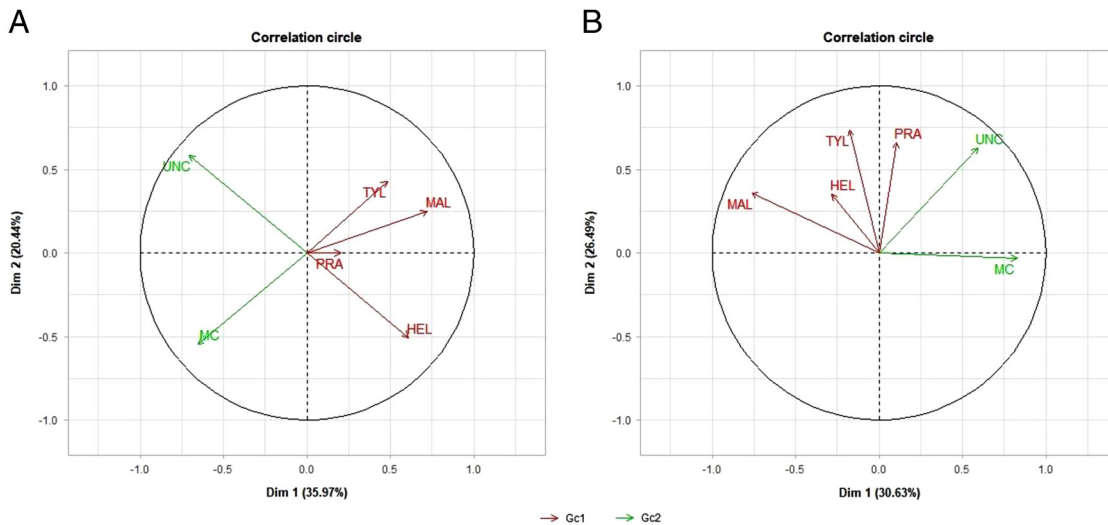 A
Correlation circle
1.0
0.5
0.0
-0.5
-1.0
Dim 2 (20.44%)
UNC
TYL
MAL
PRA
HEL
MC
-1.0 -0.5 0.0 0.5 1.0
Dim 1 (35.97%)
B
Correlation circle
1.0
0.5
0.0
-0.5
-1.0
Dim 2 (26.49%)
TYL
PRA
UNC
HEL
MAL
MC
-1.0 -0.5 0.0 0.5 1.0
Dim 1 (30.63%)
Gc1 Gc2